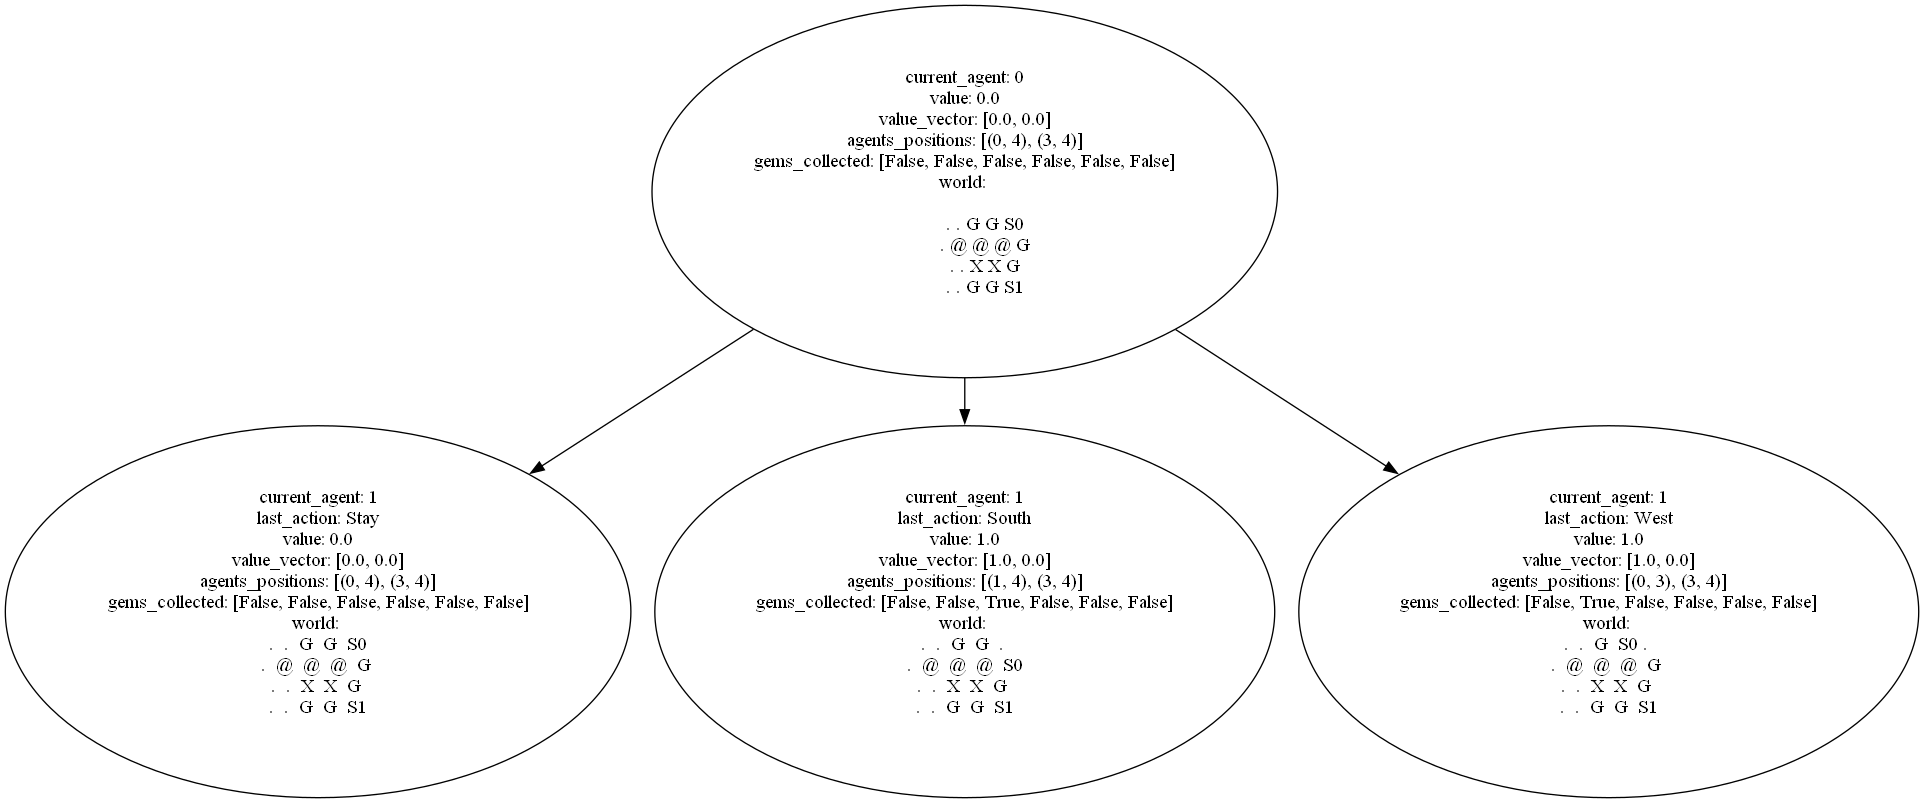 current_agent: 0
value: 0.0
value_vector: [0.0, 0.0]
agents_positions: [(0, 4), (3, 4)]
gems_collected: [False, False, False, False, False, False]
world:
. . G G S0
. @ @ @ G
. . X X G
. . G G S1
current_agent: 1
last_action: Stay
value: 0.0
value_vector: [0.0, 0.0]
agents_positions: [(0, 4), (3, 4)]
gems_collected: [False, False, False, False, False, False]
world:
. . G G S0
. @ @ @ G
. . X X G
. . G G S1
current_agent: 1
last_action: South
value: 1.0
value_vector: [1.0, 0.0]
agents_positions: [(1, 4), (3, 4)]
gems_collected: [False, False, True, False, False, False]
world:
. . G G .
. @ @ @ S0
. . X X G
. . G G S1
current_agent: 1
last_action: West
value: 1.0
value_vector: [1.0, 0.0]
agents_positions: [(0, 3), (3, 4)]
gems_collected: [False, True, False, False, False, False]
world:
. . G S0 .
. @ @ @ G
. . X X G
. . G G S1